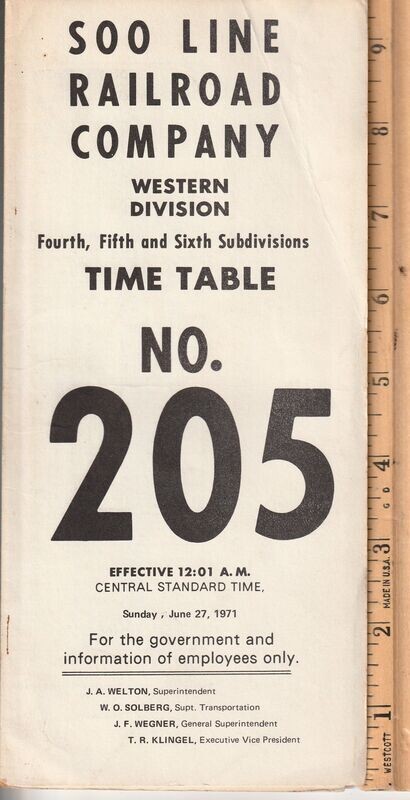 SOO LINE
RAILROAD
COMPANY
WESTERN
DIVISION
Fourth, Fifth and Sixth Subdivisions
TIME TABLE
NO.
205
EFFECTIVE 12:01 A.M.
CENTRAL STANDARD TIME,
Sunday, June 27, 1971
For the government and
information of employees only.
J. A. WELTON, Superintendent
W. O. SOLBERG, Supt. Transportation
J. F. WEGNER, General Superintendent
T. R. KLINGEL, Executive Vice President
WESTCOTT
1
2
MADE IN U.S.A.
3
C D
4
5
6
7
8
9